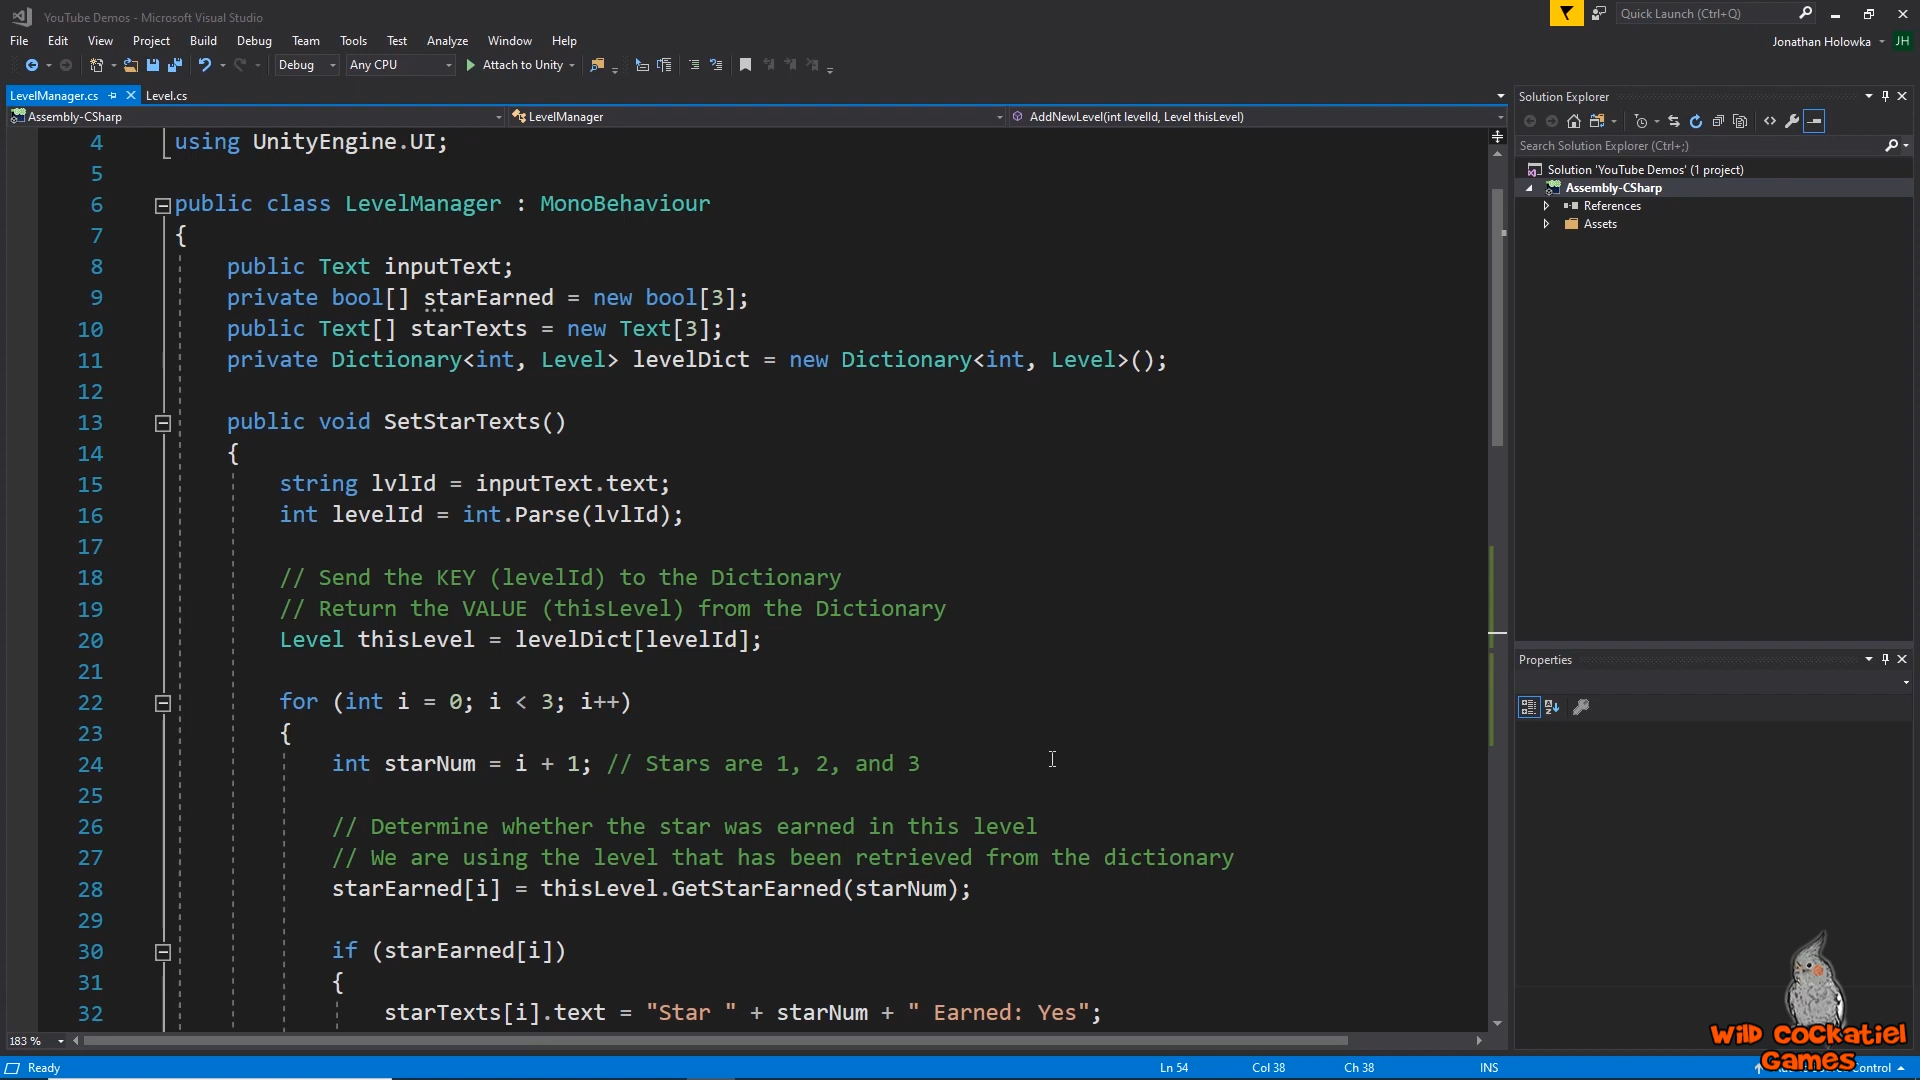 YouTube Demos - Microsoft Visual Studio
Quick Launch (Ctrl+Q)
File Edit View Project Build Debug Team Tools Test Analyze Window Help
Jonathan Holowka JH
Debug Any CPU Attach to Unity
LevelManager.cs Level.cs
Assembly-CSharp LevelManager AddNewLevel(int levelId, Level thisLevel)
4 using UnityEngine.UI;
5
6 public class LevelManager : MonoBehaviour
7 {
8 public Text inputText;
9 private bool[] starEarned = new bool[3];
10 public Text[] starTexts = new Text[3];
11 private Dictionary<int, Level> levelDict = new Dictionary<int, Level>();
12
13 public void SetStarTexts()
14 {
15 string lvlId = inputText.text;
16 int levelId = int.Parse(lvlId);
17
18 // Send the KEY (levelId) to the Dictionary
19 // Return the VALUE (thisLevel) from the Dictionary
20 Level thisLevel = levelDict[levelId];
21
22 for (int i = 0; i < 3; i++)
23 {
24 int starNum = i + 1; // Stars are 1, 2, and 3
25
26 // Determine whether the star was earned in this level
27 // We are using the level that has been retrieved from the dictionary
28 starEarned[i] = thisLevel.GetStarEarned(starNum);
29
30 if (starEarned[i])
31 {
32 starTexts[i].text = "Star " + starNum + " Earned: Yes";
183 %
Ready Ln 54 Col 38 Ch 38 INS
Solution Explorer
Search Solution Explorer (Ctrl+;)
Solution 'YouTube Demos' (1 project)
Assembly-CSharp
References
Assets
Properties
Wild Cockatiel
Games